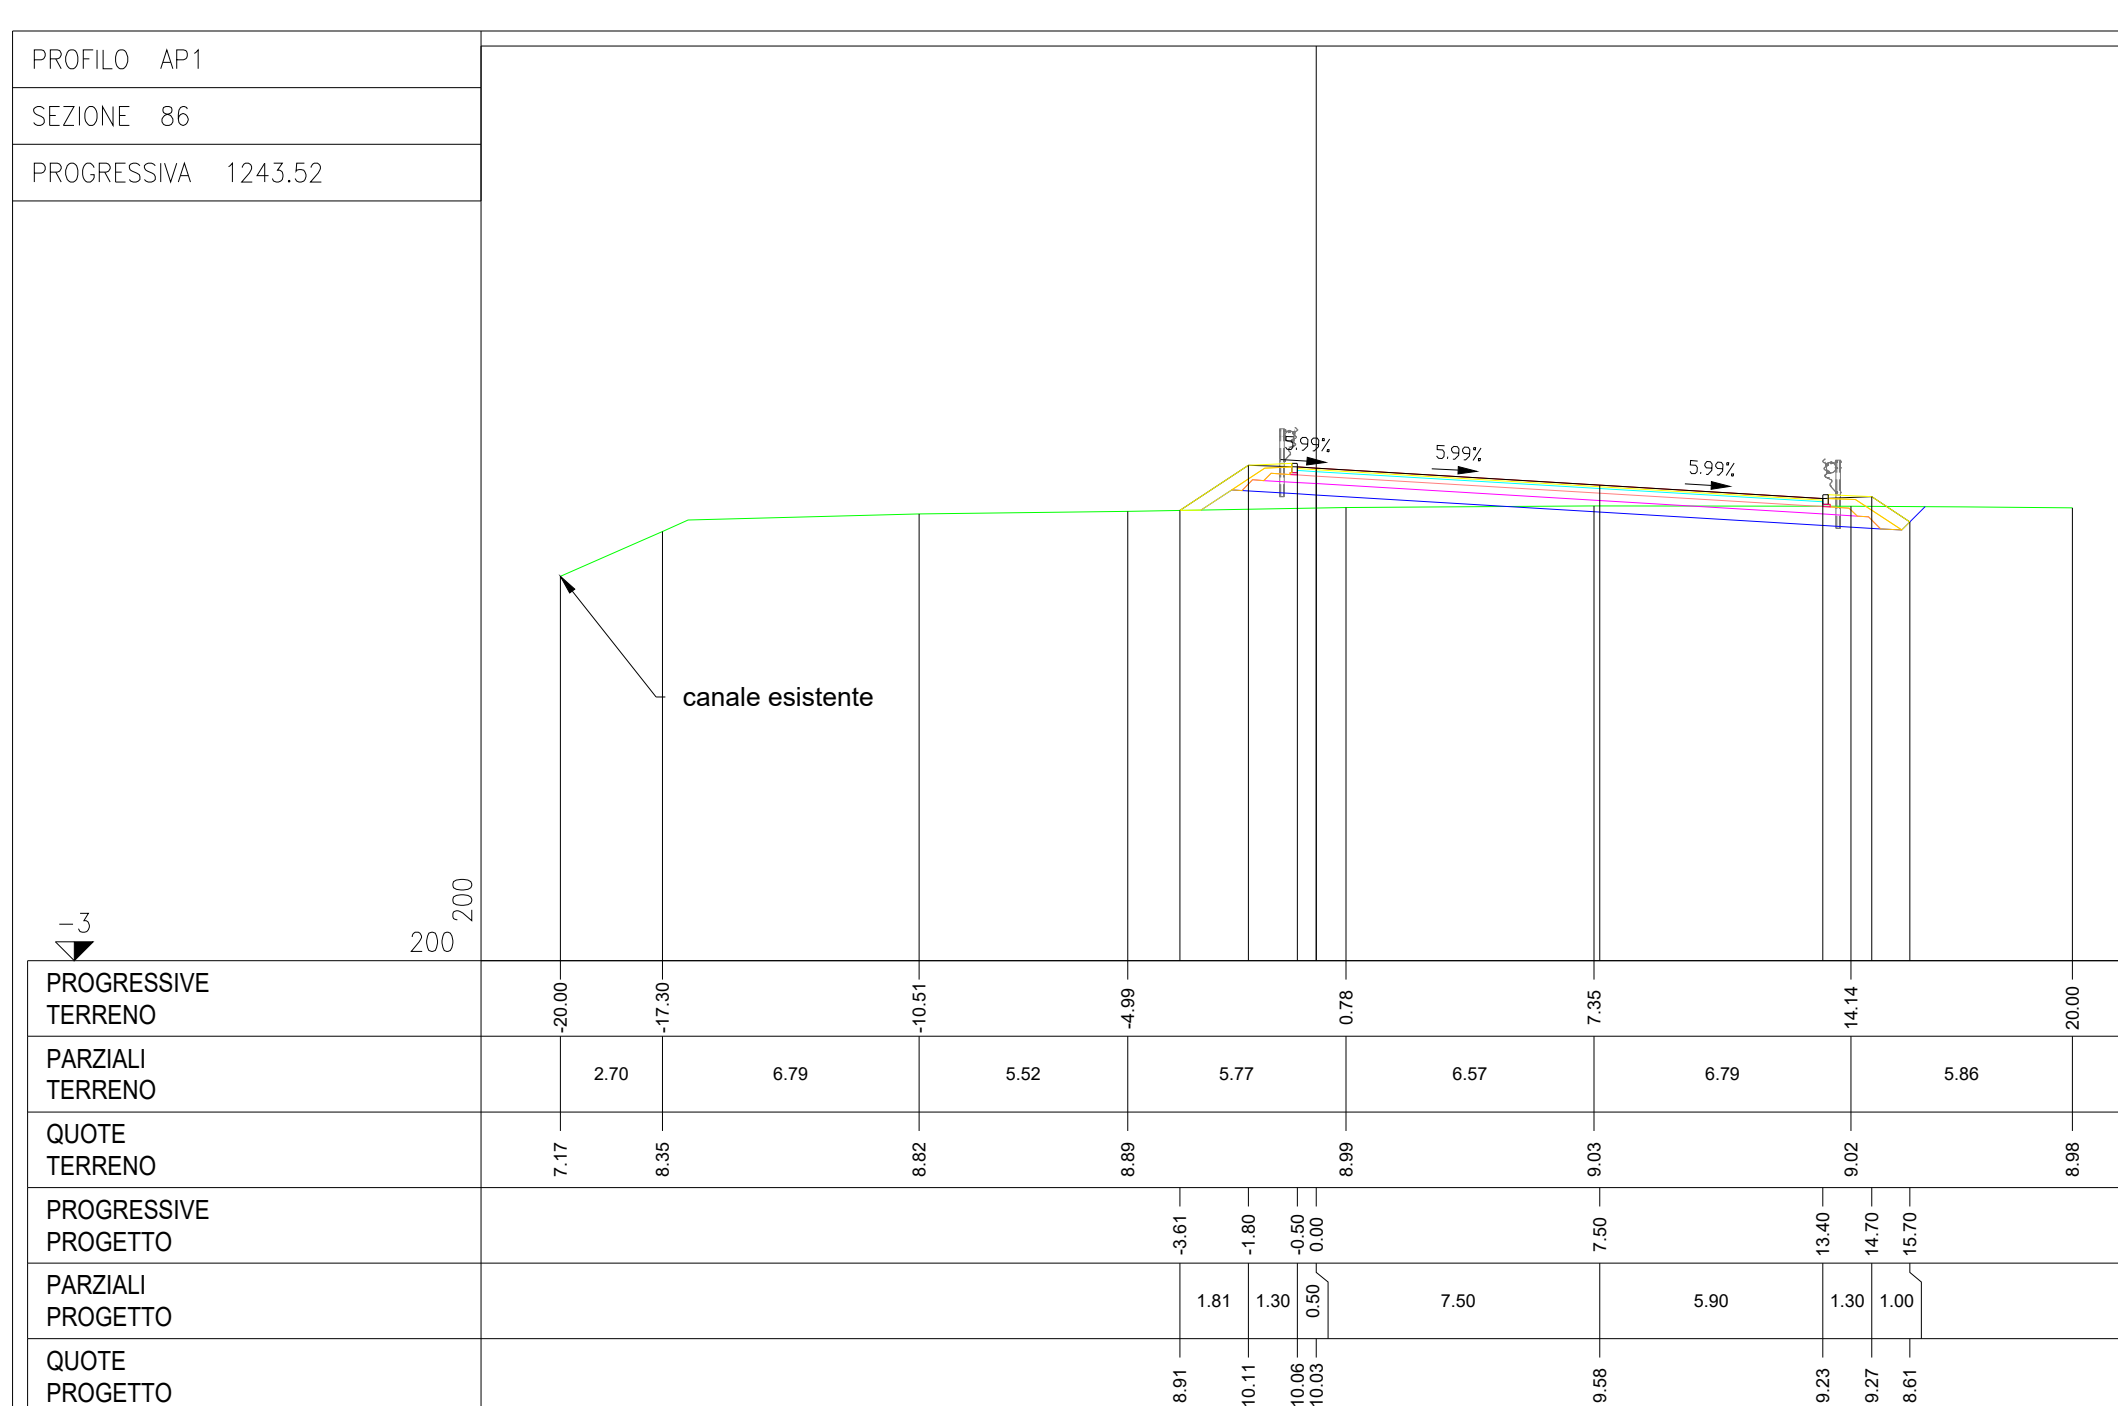 PROFILO AP1
SEZIONE 86
PROGRESSIVA 1243.52
5.99%
5.99%
5.99%
canale esistente
-3
200
200
PROGRESSIVE
TERRENO
-20.00 -17.30 -10.51 -4.99 0.78 7.35 14.14 20.00
PARZIALI
TERRENO
2.70 6.79 5.52 5.77 6.57 6.79 5.86
QUOTE
TERRENO
7.17 8.35 8.82 8.89 8.99 9.03 9.02 8.98
PROGRESSIVE
PROGETTO
-3.61 -1.80 -0.50 0.00 7.50 13.40 14.70 15.70
PARZIALI
PROGETTO
1.81 1.30 0.50 7.50 5.90 1.30 1.00
QUOTE
PROGETTO
8.91 10.11 10.06 10.03 9.58 9.23 9.27 8.61